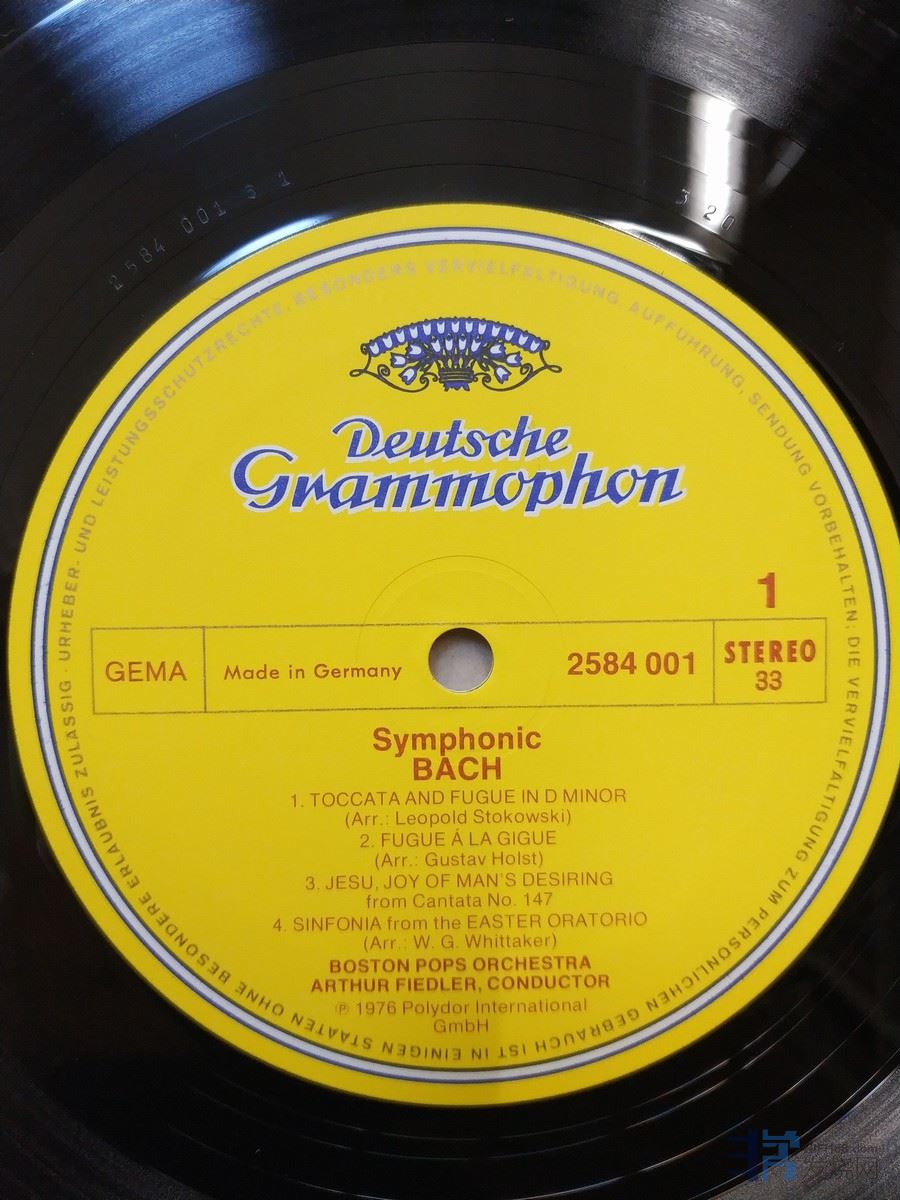 2584 001 S 1
320
URHEBER- UND LEISTUNGSSCHUTZRECHTE, BESONDERS VERVIELFÄLTIGUNG, AUFFÜHRUNG, SENDUNG VORBEHALTEN; DIE VERVIELFÄLTIGUNG ZUM PERSÖNLICHEN GEBRAUCH IST IN EINIGEN STAATEN OHNE BESONDERE ERLAUBNIS ZULÄSSIG ·
Deutsche
Grammophon
1
GEMA
Made in Germany
2584 001
STEREO
33
Symphonic
BACH
1. TOCCATA AND FUGUE IN D MINOR
(Arr.: Leopold Stokowski)
2. FUGUE Á LA GIGUE
(Arr.: Gustav Holst)
3. JESU, JOY OF MAN'S DESIRING
from Cantata No. 147
4. SINFONIA from the EASTER ORATORIO
(Arr.: W. G. Whittaker)
BOSTON POPS ORCHESTRA
ARTHUR FIEDLER, CONDUCTOR
℗ 1976 Polydor International
GmbH